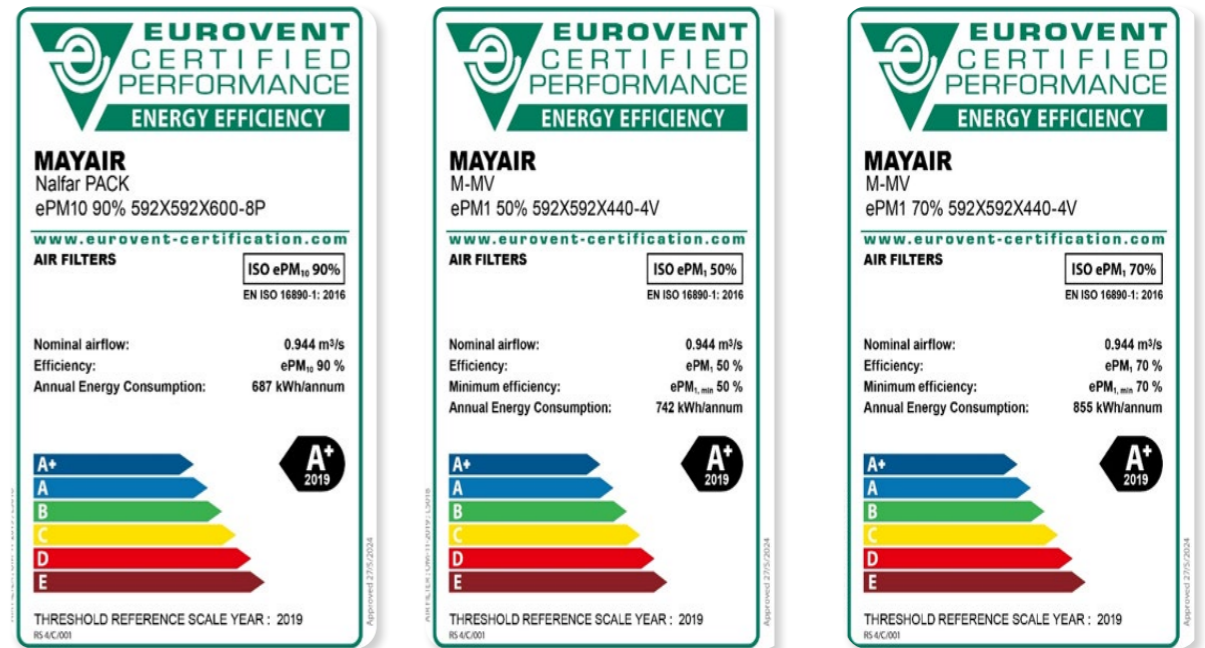 EUROVENT
CERTIFIED
PERFORMANCE
ENERGY EFFICIENCY
MAYAIR
Nalfar PACK
ePM10 90% 592X592X600-8P
www.eurovent-certification.com
AIR FILTERS
ISO ePM₁₀ 90%
EN ISO 16890-1: 2016
Nominal airflow: 0.944 m³/s
Efficiency: ePM₁₀ 90 %
Annual Energy Consumption: 687 kWh/annum
A+
A
B
C
D
E
A+
2019
Approved 27/5/2024
THRESHOLD REFERENCE SCALE YEAR : 2019
RS 4/C/001
EUROVENT
CERTIFIED
PERFORMANCE
ENERGY EFFICIENCY
MAYAIR
M-MV
ePM1 50% 592X592X440-4V
www.eurovent-certification.com
AIR FILTERS
ISO ePM₁ 50%
EN ISO 16890-1: 2016
Nominal airflow: 0.944 m³/s
Efficiency: ePM₁ 50 %
Minimum efficiency: ePM₁, min 50 %
Annual Energy Consumption: 742 kWh/annum
A+
A
B
C
D
E
A+
2019
Approved 27/5/2024
THRESHOLD REFERENCE SCALE YEAR : 2019
RS 4/C/001
EUROVENT
CERTIFIED
PERFORMANCE
ENERGY EFFICIENCY
MAYAIR
M-MV
ePM1 70% 592X592X440-4V
www.eurovent-certification.com
AIR FILTERS
ISO ePM₁ 70%
EN ISO 16890-1: 2016
Nominal airflow: 0.944 m³/s
Efficiency: ePM₁ 70 %
Minimum efficiency: ePM₁, min 70 %
Annual Energy Consumption: 855 kWh/annum
A+
A
B
C
D
E
A+
2019
Approved 27/5/2024
THRESHOLD REFERENCE SCALE YEAR : 2019
RS 4/C/001